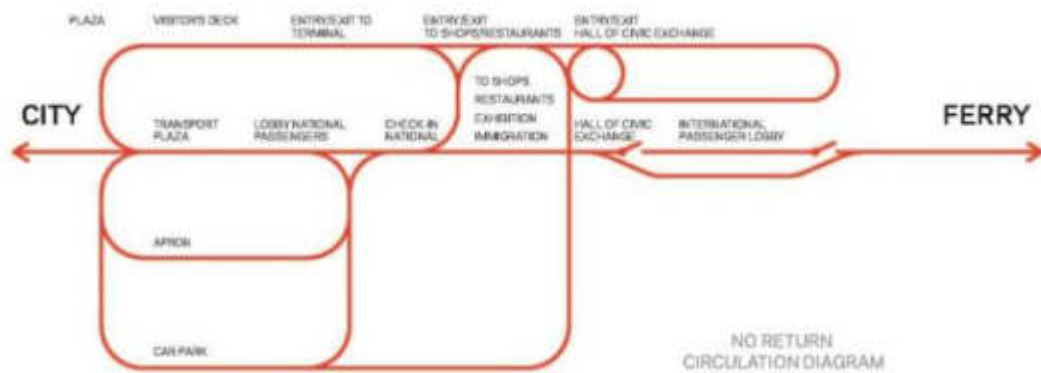 PLAZA
VISITOR'S DECK
ENTRY/EXIT TO
TERMINAL
ENTRY/EXIT
TO SHOPS/RESTAURANTS
ENTRY/EXIT
HALL OF CIVIC EXCHANGE
TO SHOPS
RESTAURANTS
EXHIBITION
IMMIGRATION
CITY
TRANSPORT
PLAZA
LOBBY NATIONAL
PASSENGERS
CHECK-IN
NATIONAL
HALL OF CIVIC
EXCHANGE
INTERNATIONAL
PASSENGER LOBBY
FERRY
APRON
CAR-PARK
NO RETURN
CIRCULATION DIAGRAM